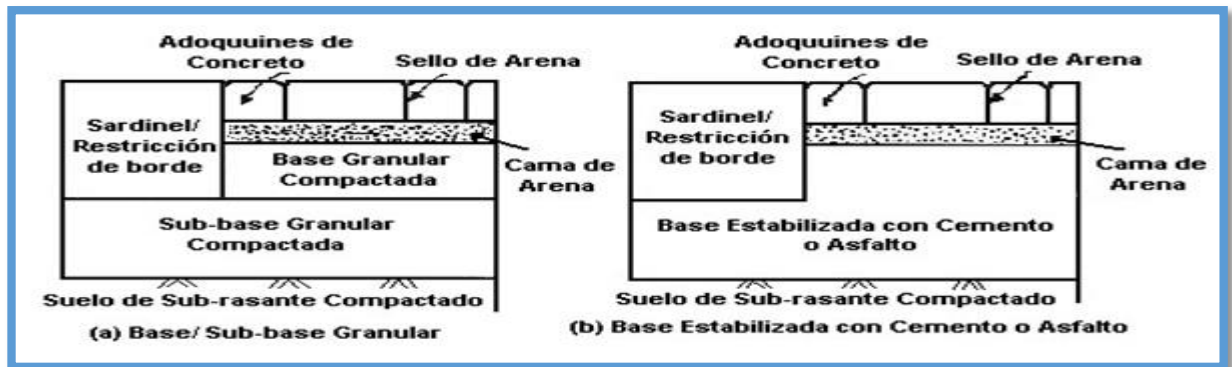 Adoquuines de
Concreto
Sello de Arena
Sardinel/
Restricción
de borde
Base Granular
Compactada
Cama de
Arena
Sub-base Granular
Compactada
Suelo de Sub-rasante Compactado
(a) Base/ Sub-base Granular
Adoquuines de
Concreto
Sello de Arena
Sardinel/
Restricción
de borde
Cama de
Arena
Base Estabilizada con Cemento
o Asfalto
Suelo de Sub-rasante Compactado
(b) Base Estabilizada con Cemento o Asfalto